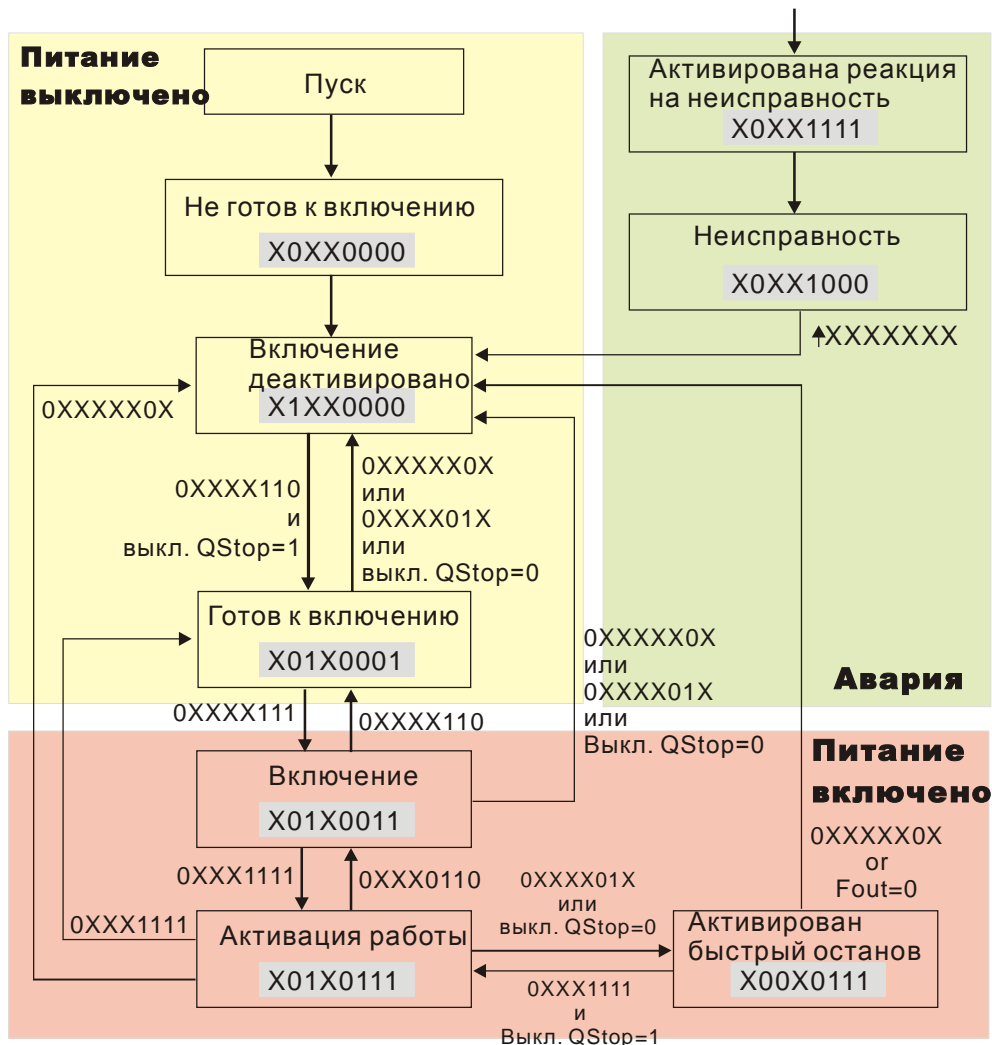 Питание
выключено
Пуск
Не готов к включению
X0XX0000
Включение
деактивировано
X1XX0000
0XXXXX0X
0XXXX110
и
выкл. QStop=1
0XXXXX0X
или
0XXXX01X
или
выкл. QStop=0
Готов к включению
X01X0001
0XXXX111
0XXXX110
Активирована реакция
на неисправность
X0XX1111
Неисправность
X0XX1000
XXXXXXX
Авария
0XXXXX0X
или
0XXXX01X
или
Выкл. QStop=0
Питание
включено
Включение
X01X0011
0XXX1111
0XXX0110
0XXX1111
Активация работы
X01X0111
0XXXX01X
или
выкл. QStop=0
0XXX1111
и
Выкл. QStop=1
0XXXXX0X
or
Fout=0
Активирован
быстрый останов
X00X0111